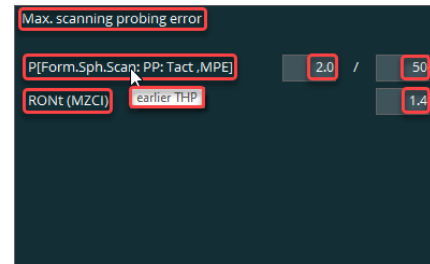 Max. scanning probing error
P[Form.Sph.Scan: PP: Tact ,MPE] 2.0 / 50
RONt (MZCI) earlier THP 1.4